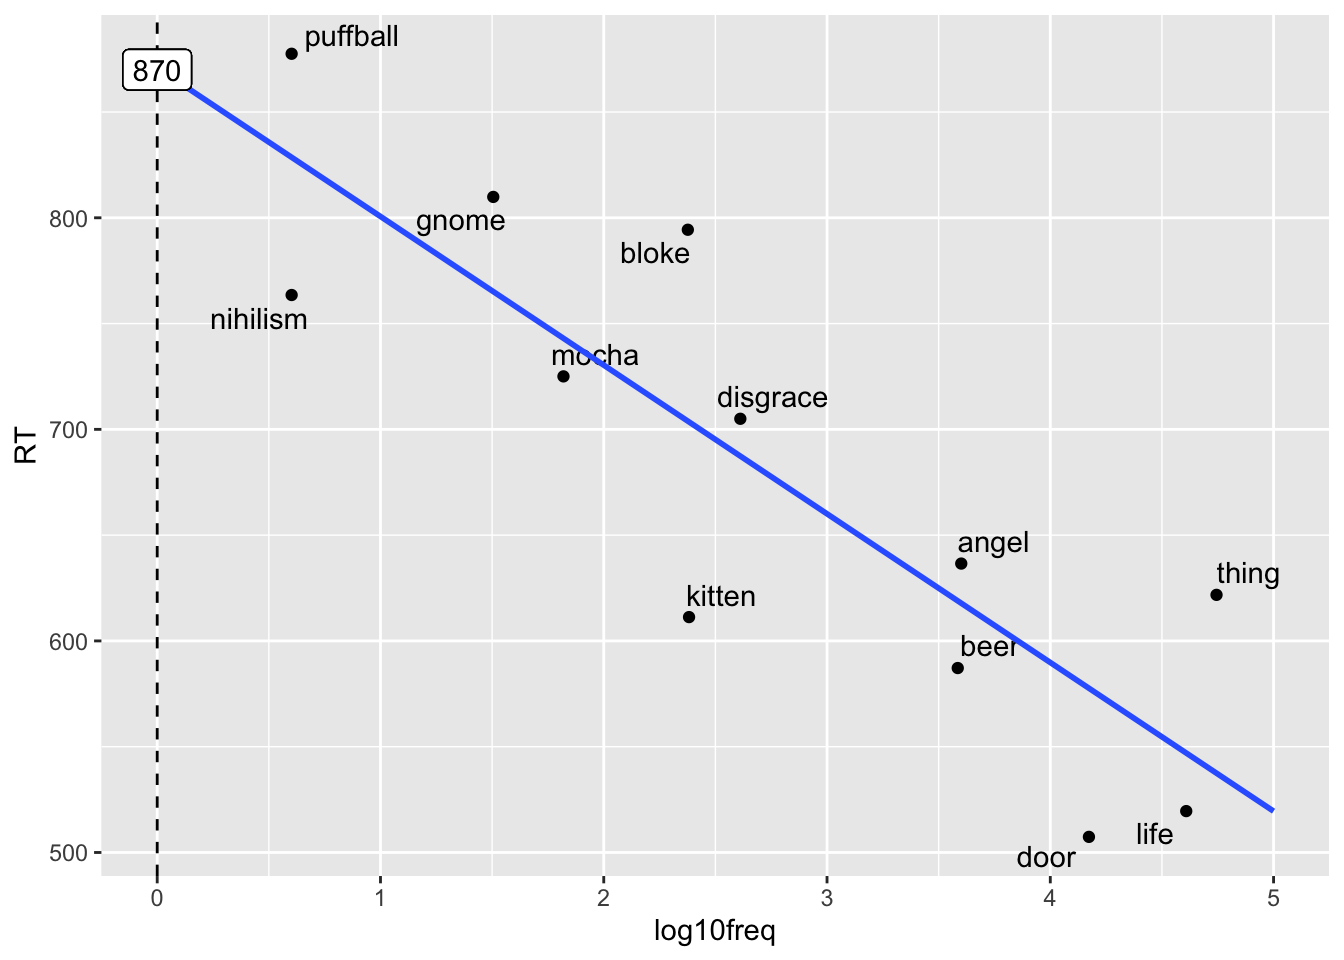 puffball
870
800
gnome
bloke
nihilism
mocha
disgrace
700
RT
angel
thing
kitten
600
beer
life
door
500
0 1 2 3 4 5
log10freq